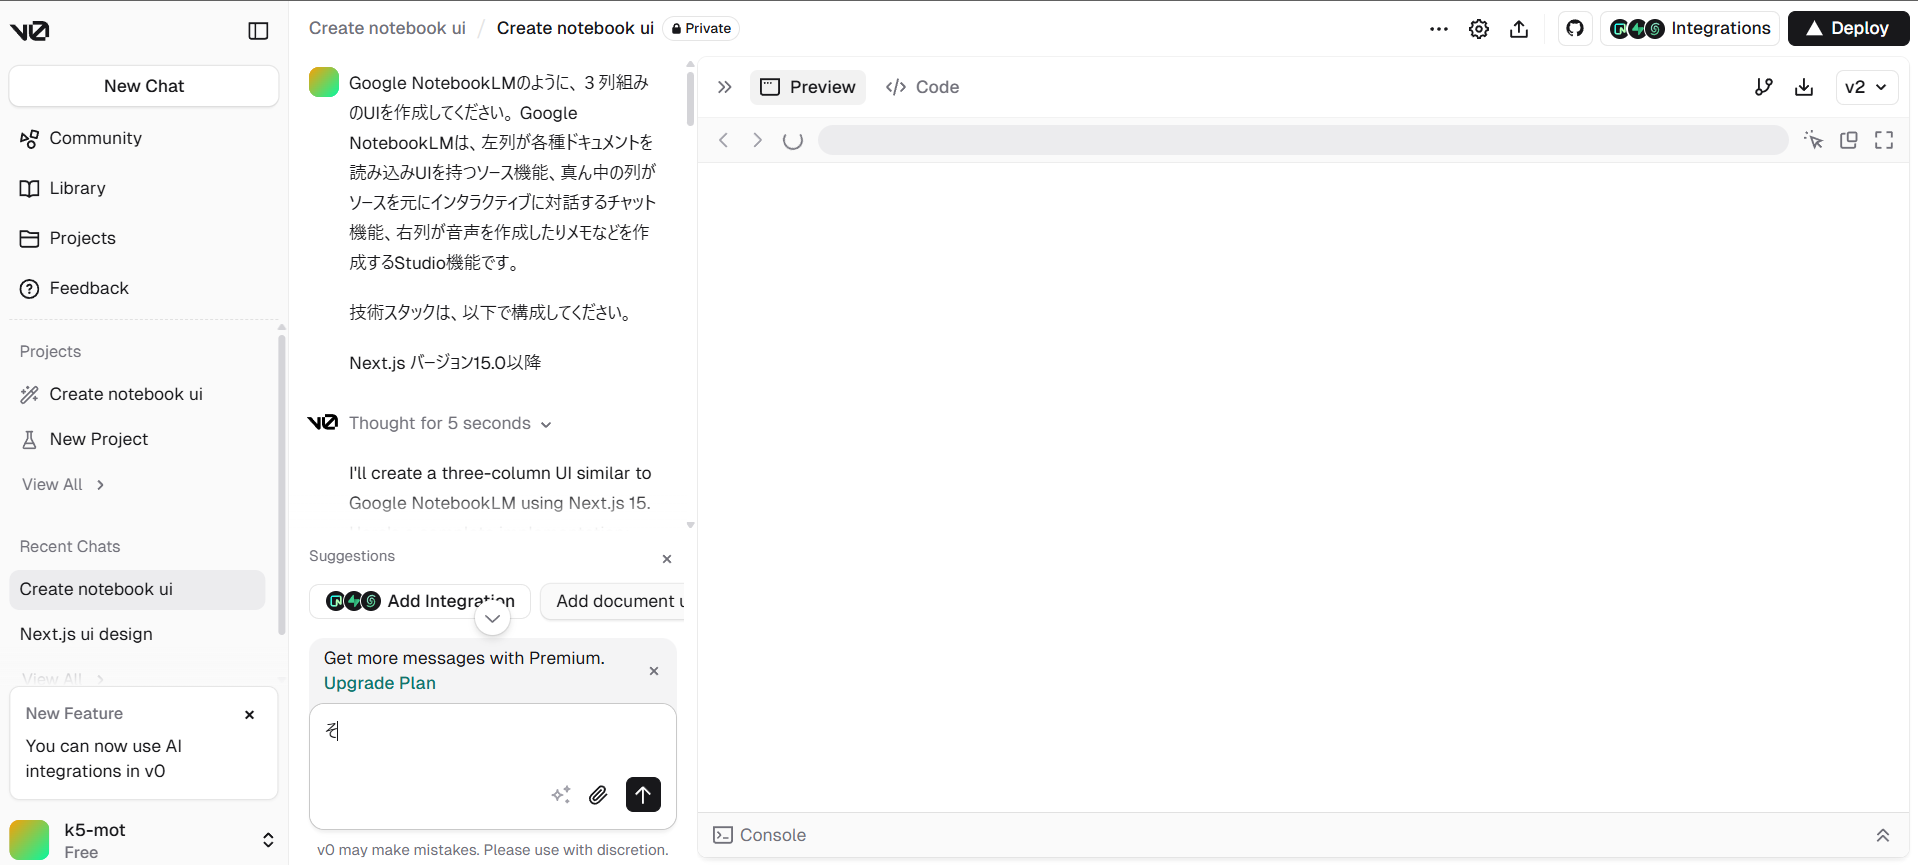 v0
New Chat
Community
Library
Projects
Feedback
Projects
Create notebook ui
New Project
View All
Recent Chats
Create notebook ui
Next.js ui design
View All
New Feature
You can now use AI
integrations in v0
k5-mot
Free
Create notebook ui / Create notebook ui Private
Integrations
Deploy
Google NotebookLMのように、３列組み
のUIを作成してください。Google
NotebookLMは、左列が各種ドキュメントを
読み込みUIを持つソース機能、真ん中の列が
ソースを元にインタラクティブに対話するチャット
機能、右列が音声を作成したりメモなどを作
成するStudio機能です。
技術スタックは、以下で構成してください。
Next.js バージョン15.0以降
v0 Thought for 5 seconds
I'll create a three-column UI similar to
Google NotebookLM using Next.js 15.
Suggestions
Add Integration
Add document
Get more messages with Premium.
Upgrade Plan
そ
v0 may make mistakes. Please use with discretion.
Preview
Code
v2
Console